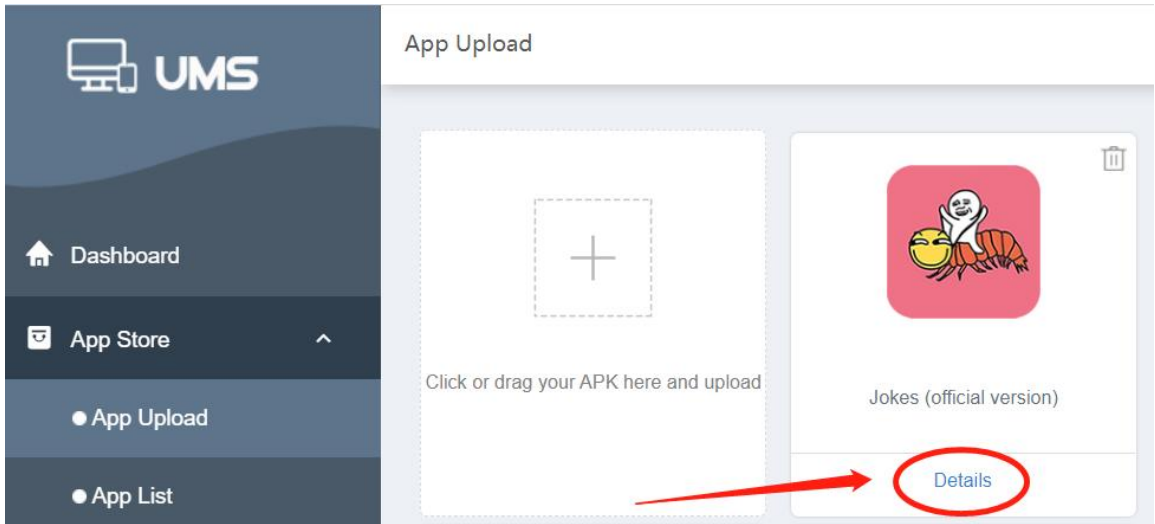 UMS
Dashboard
App Store
App Upload
App List
App Upload
Click or drag your APK here and upload
Jokes (official version)
Details